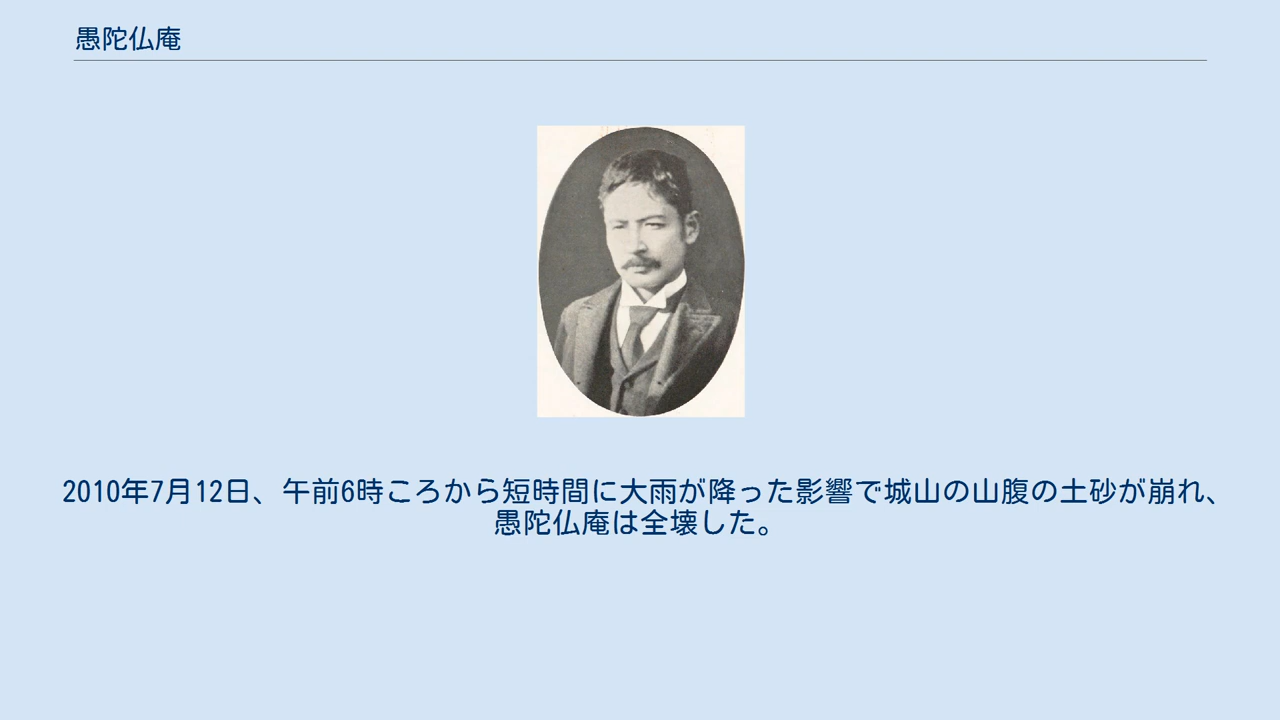 愚陀仏庵
2010年7月12日、午前6時ころから短時間に大雨が降った影響で城山の山腹の土砂が崩れ、
愚陀仏庵は全壊した。